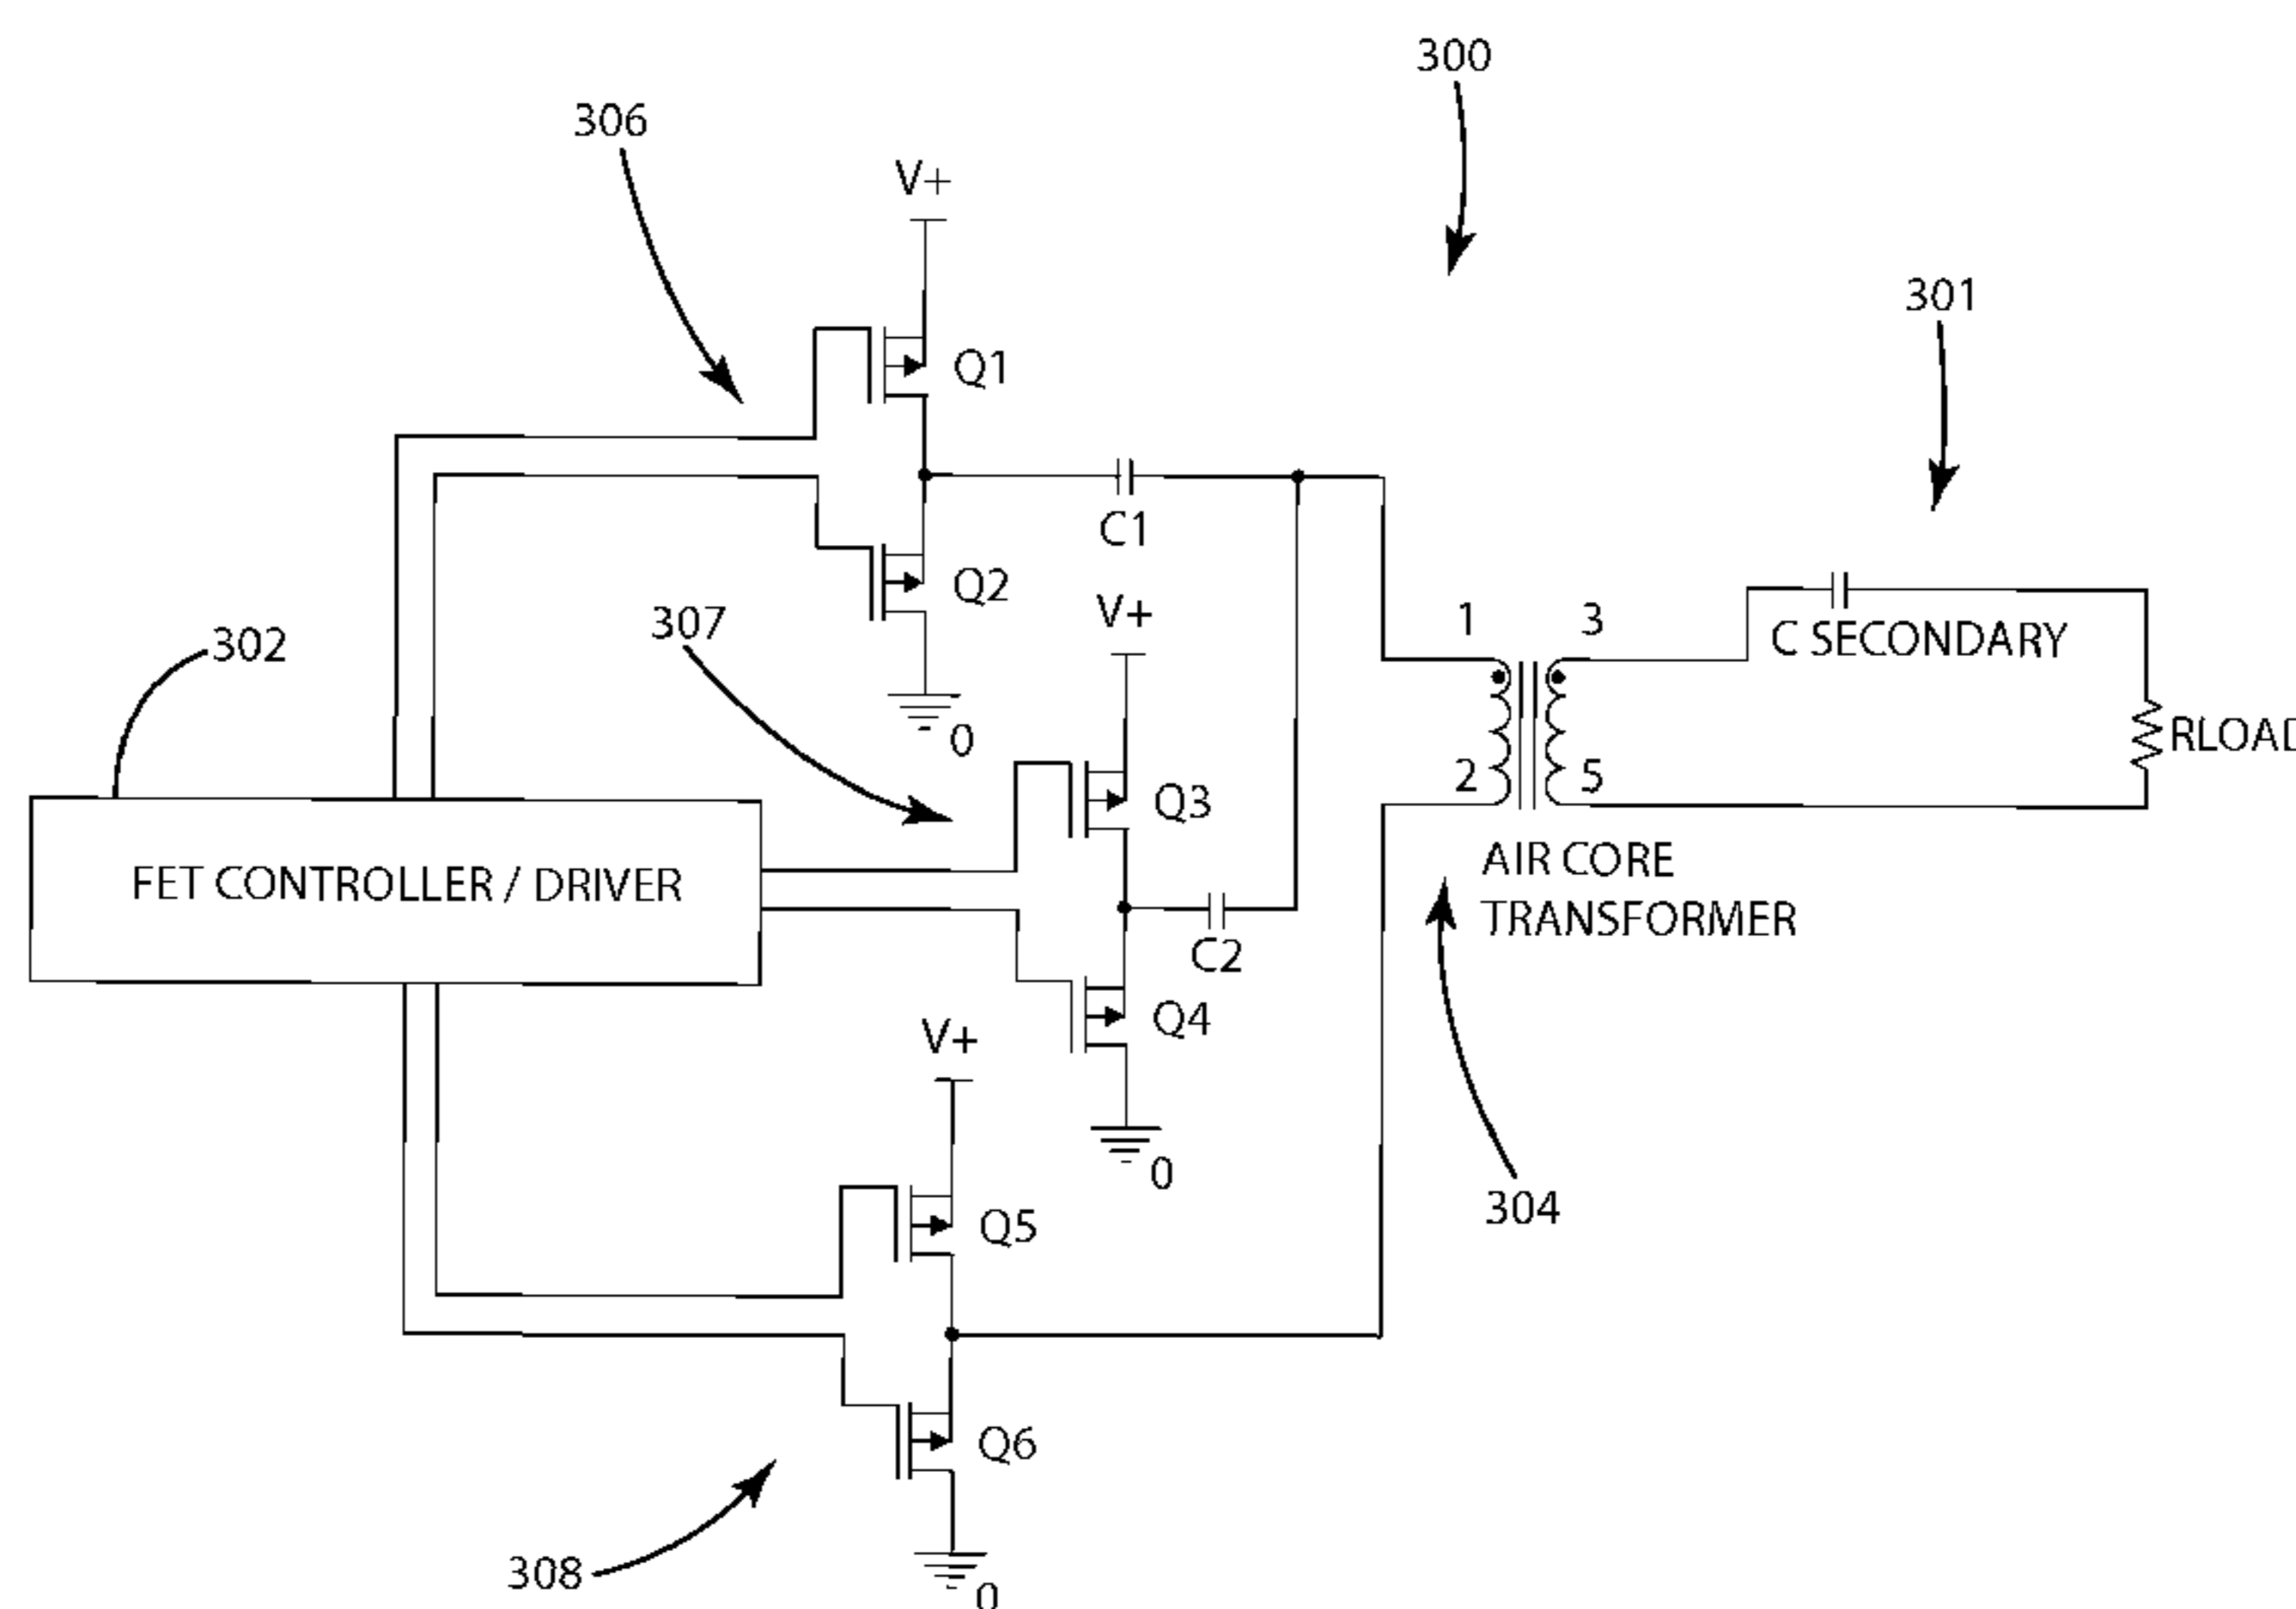 300
306
V+
301
Q1
C1
Q2
V+
307
302
1
3
C SECONDARY
0
RLOAD
2
5
Q3
AIR CORE
TRANSFORMER
FET CONTROLLER / DRIVER
C2
Q4
V+
0
304
Q5
Q6
308
0